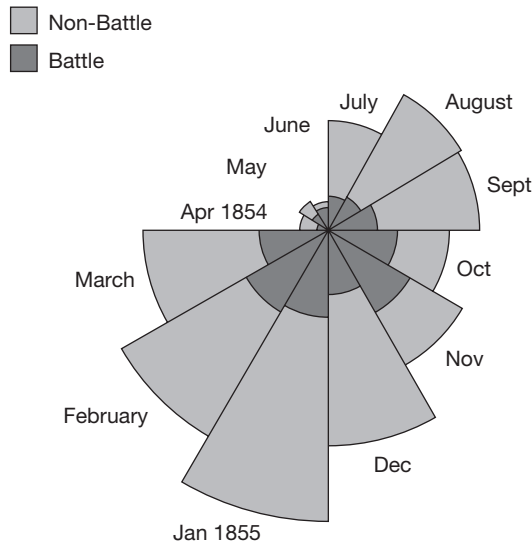 Non-Battle
Battle
July
August
June
May
Sept
Apr 1854
Oct
March
Nov
February
Dec
Jan 1855